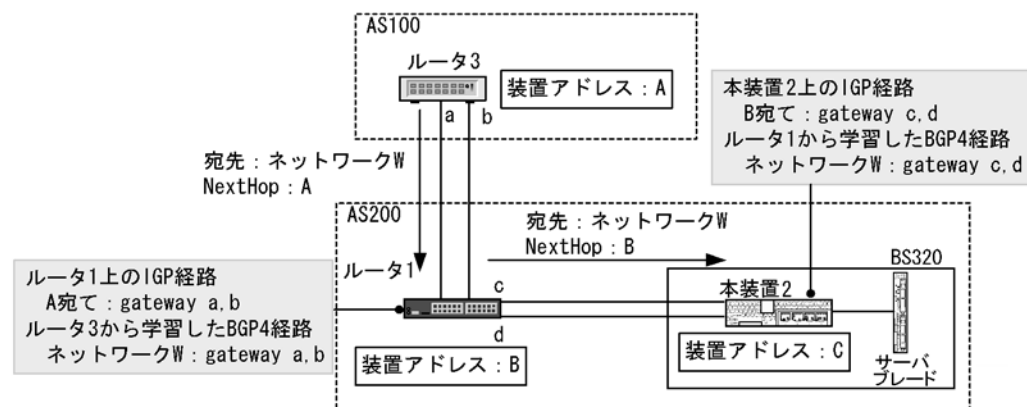 AS100
ルータ3
装置アドレス：A
a
b
宛先：ネットワークW
NextHop：A
本装置2上のIGP経路
B宛て：gateway c,d
ルータ1から学習したBGP4経路
ネットワークW：gateway c,d
AS200
宛先：ネットワークW
NextHop：B
ルータ1上のIGP経路
A宛て：gateway a,b
ルータ3から学習したBGP4経路
ネットワークW：gateway a,b
ルータ1
c
d
装置アドレス：B
BS320
本装置2
装置アドレス：C
サーバ
ブレード